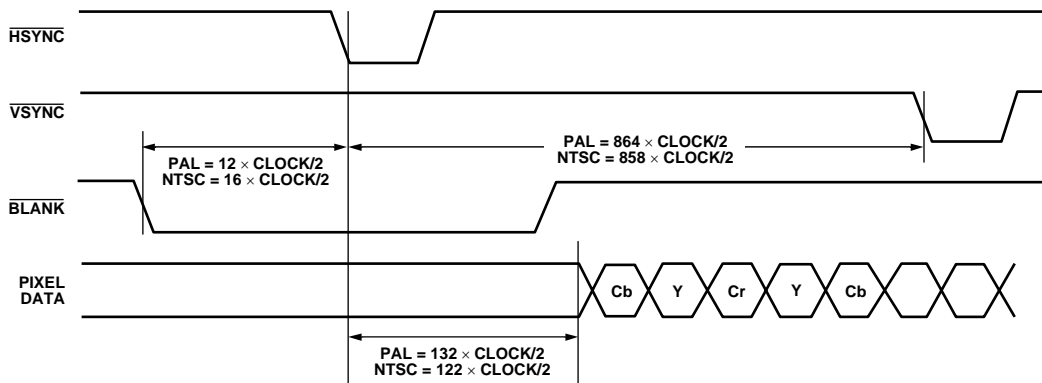 HSYNC
VSYNC
PAL = 12 × CLOCK/2
NTSC = 16 × CLOCK/2
PAL = 864 × CLOCK/2
NTSC = 858 × CLOCK/2
BLANK
PIXEL
DATA
Cb Y Cr Y Cb
PAL = 132 × CLOCK/2
NTSC = 122 × CLOCK/2